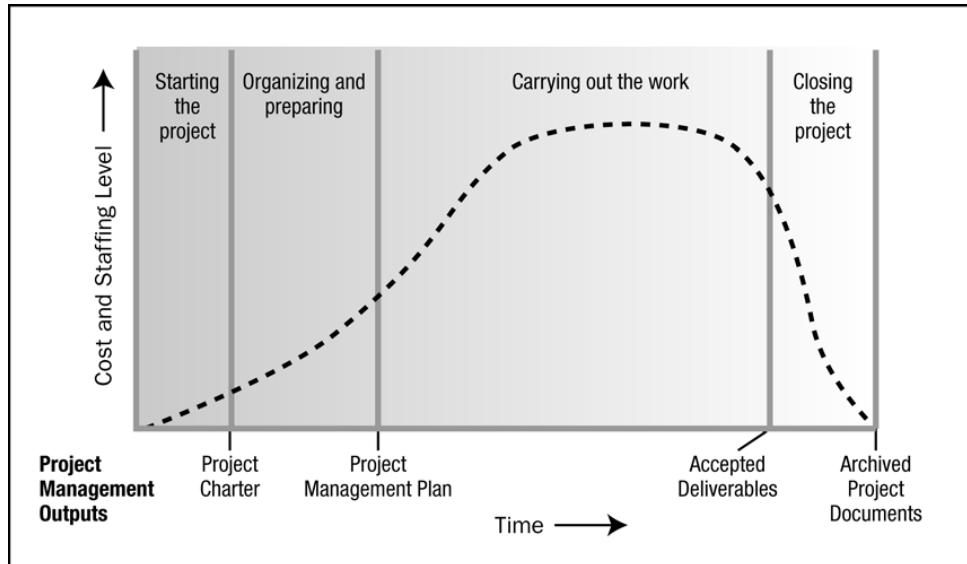 Starting
the
project
Organizing and
preparing
Carrying out the work
Closing
the
project
Cost and Staffing Level
Project
Management
Outputs
Project
Charter
Project
Management Plan
Accepted
Deliverables
Archived
Project
Documents
Time